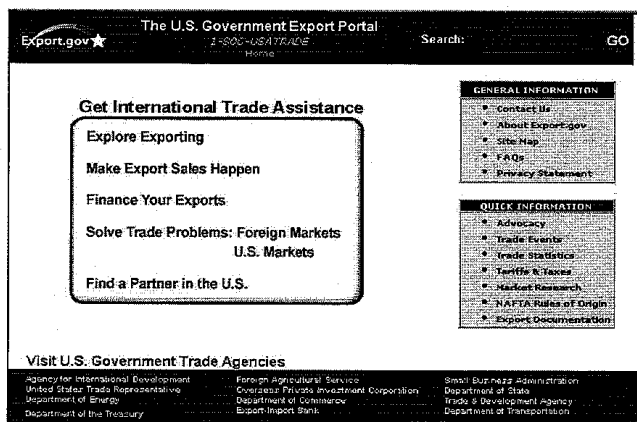 Export.gov
The U.S. Government Export Portal
1-800-USATRADE
Home
Search:
GO
Get International Trade Assistance
Explore Exporting
Make Export Sales Happen
Finance Your Exports
Solve Trade Problems: Foreign Markets
U.S. Markets
Find a Partner in the U.S.
GENERAL INFORMATION
• Contact Us
• About Export.gov
• Site Map
• FAQs
• Privacy Statement
QUICK INFORMATION
• Advocacy
• Trade Events
• Trade Statistics
• Tariffs & Taxes
• Market Research
• NAFTA Rules of Origin
• Export Documentation
Visit U.S. Government Trade Agencies
Agency for International Development
United States Trade Representative
Department of Energy
Department of the Treasury
Foreign Agricultural Service
Overseas Private Investment Corporation
Department of Commerce
Export-Import Bank
Small Business Administration
Department of State
Trade & Development Agency
Department of Transportation